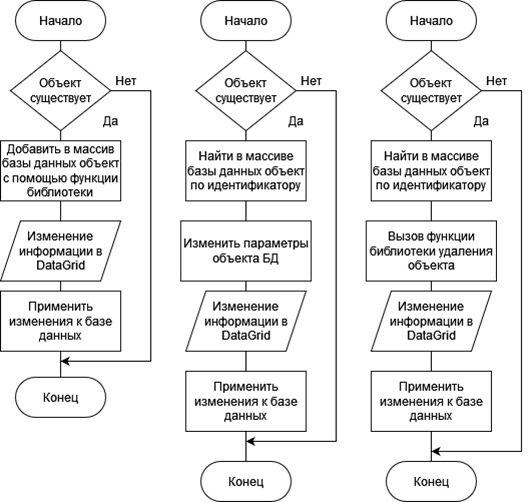 Начало
Объект
существует
Нет
Да
Добавить в массив
базы данных объект
с помощью функции
библиотеки
Изменение
информации в
DataGrid
Применить
изменения к базе
данных
Конец
Начало
Объект
существует
Нет
Да
Найти в массиве
базы данных объект
по идентификатору
Изменить параметры
объекта БД
Изменение
информации в
DataGrid
Применить
изменения к базе
данных
Конец
Начало
Объект
существует
Нет
Да
Найти в массиве
базы данных объект
по идентификатору
Вызов функции
библиотеки удаления
объекта
Изменение
информации в
DataGrid
Применить
изменения к базе
данных
Конец